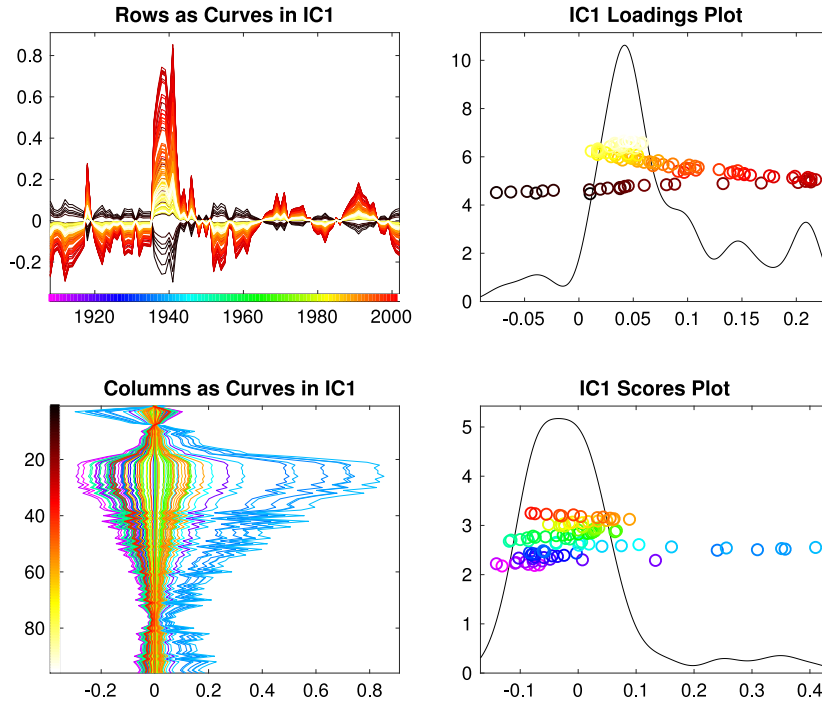 Rows as Curves in IC1
0.8
0.6
0.4
0.2
0
-0.2
1920 1940 1960 1980 2000
IC1 Loadings Plot
10
8
6
4
2
0
-0.05 0 0.05 0.1 0.15 0.2
Columns as Curves in IC1
20
40
60
80
-0.2 0 0.2 0.4 0.6 0.8
IC1 Scores Plot
5
4
3
2
1
0
-0.1 0 0.1 0.2 0.3 0.4